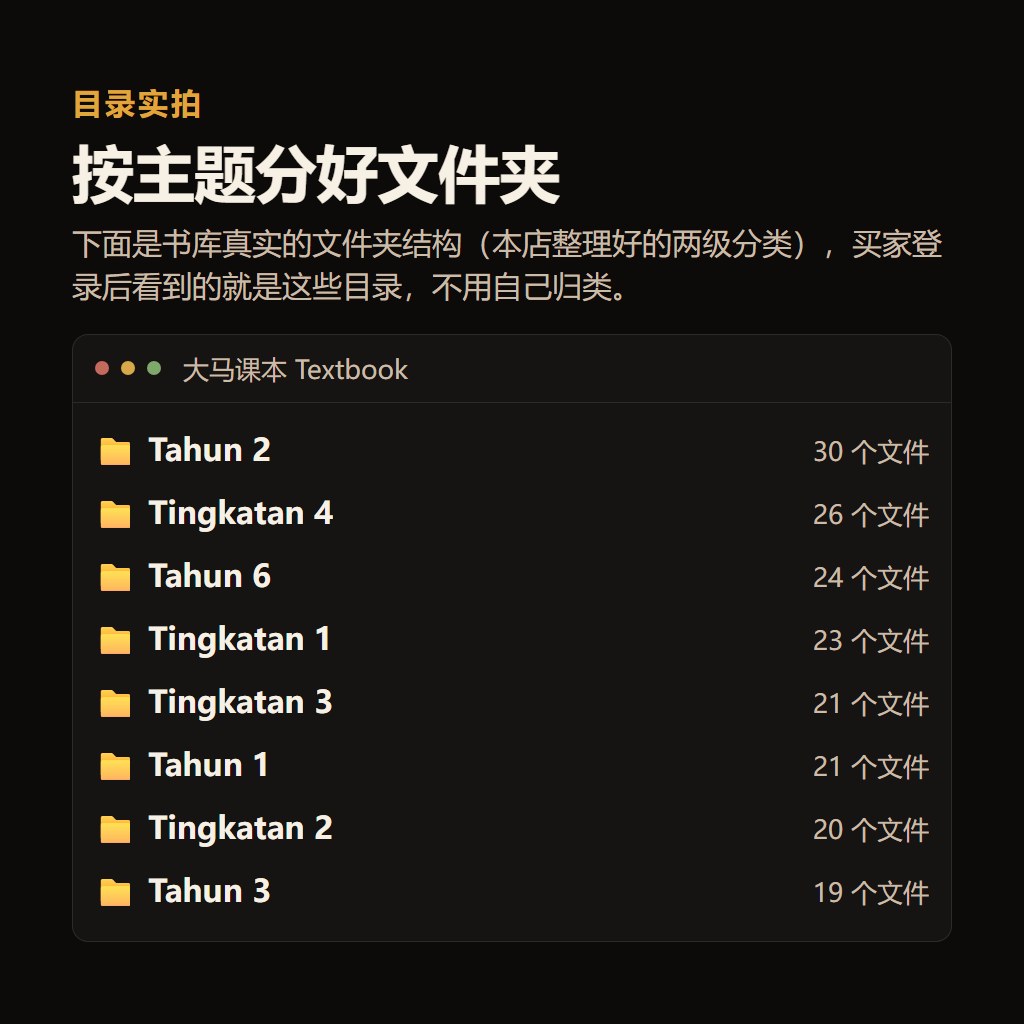 目录实拍
按主题分好文件夹
下面是书库真实的文件夹结构（本店整理好的两级分类），买家登
录后看到的就是这些目录，不用自己归类。
大马课本 Textbook
Tahun 2 30 个文件
Tingkatan 4 26 个文件
Tahun 6 24 个文件
Tingkatan 1 23 个文件
Tingkatan 3 21 个文件
Tahun 1 21 个文件
Tingkatan 2 20 个文件
Tahun 3 19 个文件